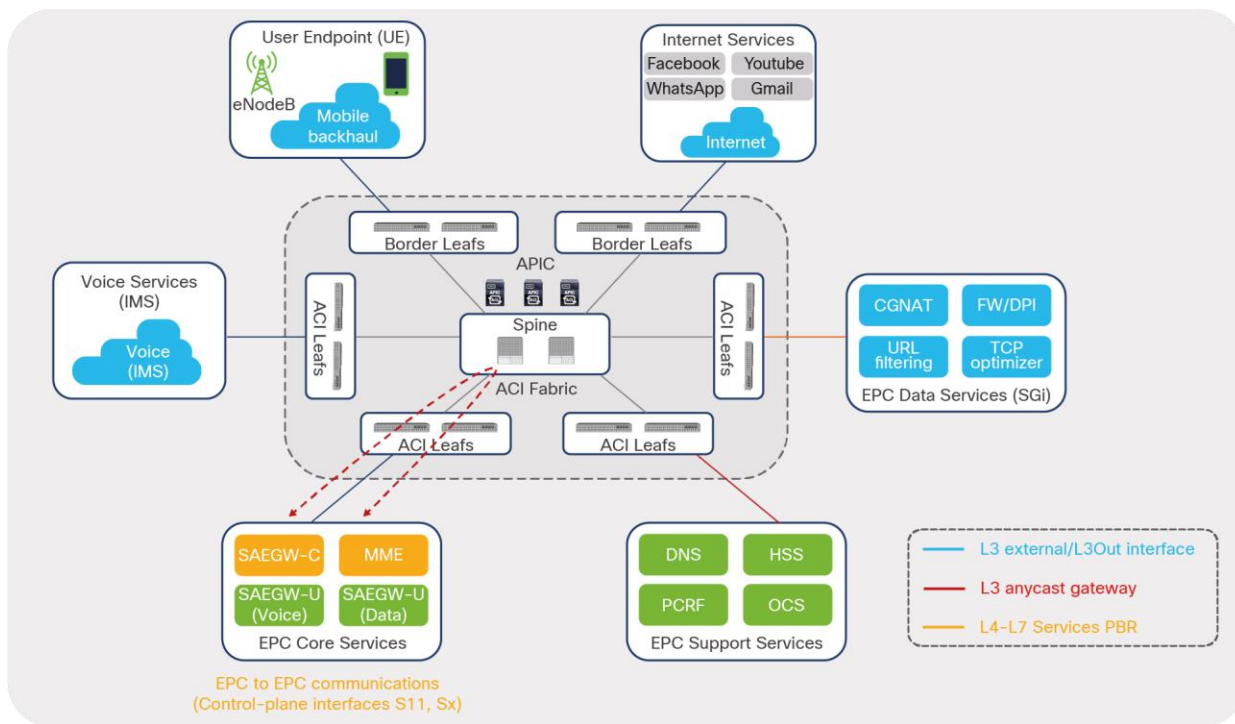 User Endpoint (UE)
eNodeB
Mobile
backhaul
Internet Services
Facebook
Youtube
WhatsApp
Gmail
Internet
Border Leafs
Border Leafs
APIC
APIC
APIC
APIC
Voice Services
(IMS)
Voice
(IMS)
ACI Leafs
Spine
ACI Leafs
CGNAT
FW/DPI
URL
filtering
TCP
optimizer
EPC Data Services (SGi)
ACI Fabric
ACI Leafs
ACI Leafs
SAEGW-C
MME
SAEGW-U
(Voice)
SAEGW-U
(Data)
EPC Core Services
DNS
HSS
PCRF
OCS
EPC Support Services
L3 external/L3Out interface
L3 anycast gateway
L4-L7 Services PBR
EPC to EPC communications
(Control-plane interfaces S11, Sx)